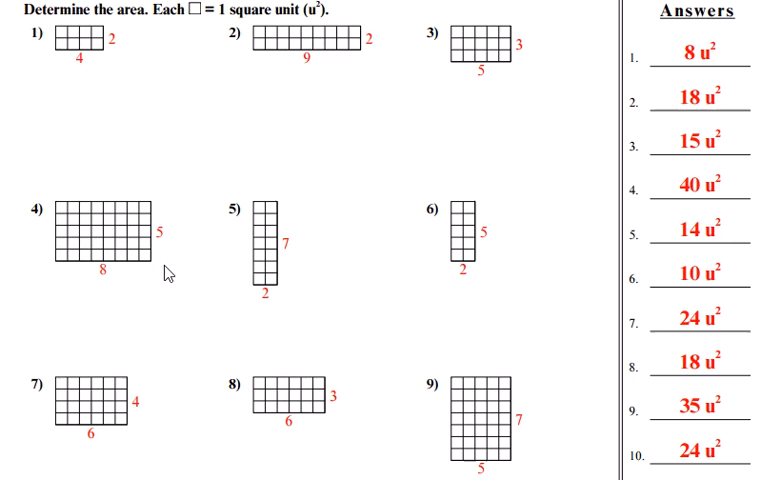 Determine the area. Each □ = 1 square unit (u²).
1)
2
4
2)
2
9
3)
3
5
4)
5
8
5)
7
2
6)
5
2
7)
4
6
8)
3
6
9)
7
5
Answers
1. 8 u²
2. 18 u²
3. 15 u²
4. 40 u²
5. 14 u²
6. 10 u²
7. 24 u²
8. 18 u²
9. 35 u²
10. 24 u²